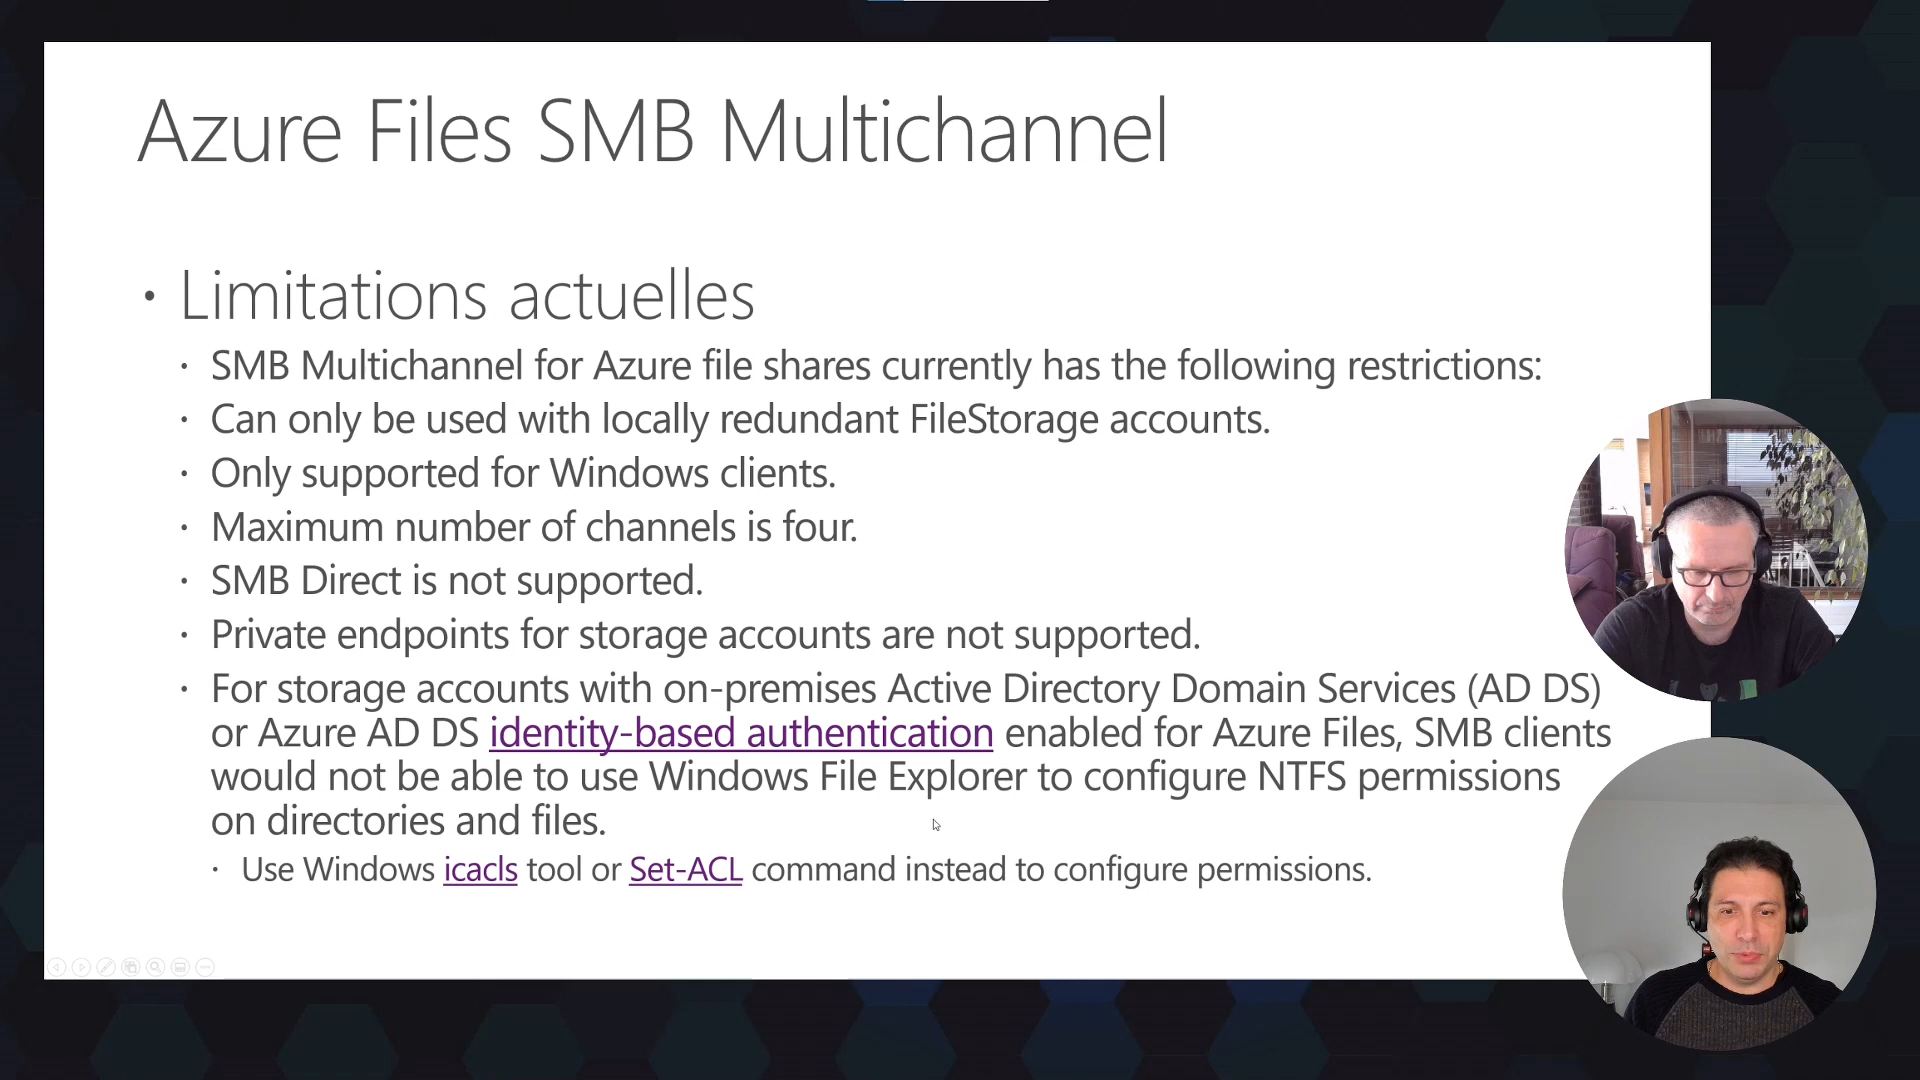 Azure Files SMB Multichannel
• Limitations actuelles
• SMB Multichannel for Azure file shares currently has the following restrictions:
• Can only be used with locally redundant FileStorage accounts.
• Only supported for Windows clients.
• Maximum number of channels is four.
• SMB Direct is not supported.
• Private endpoints for storage accounts are not supported.
• For storage accounts with on-premises Active Directory Domain Services (AD DS)
or Azure AD DS identity-based authentication enabled for Azure Files, SMB clients
would not be able to use Windows File Explorer to configure NTFS permissions
on directories and files.
• Use Windows icacls tool or Set-ACL command instead to configure permissions.